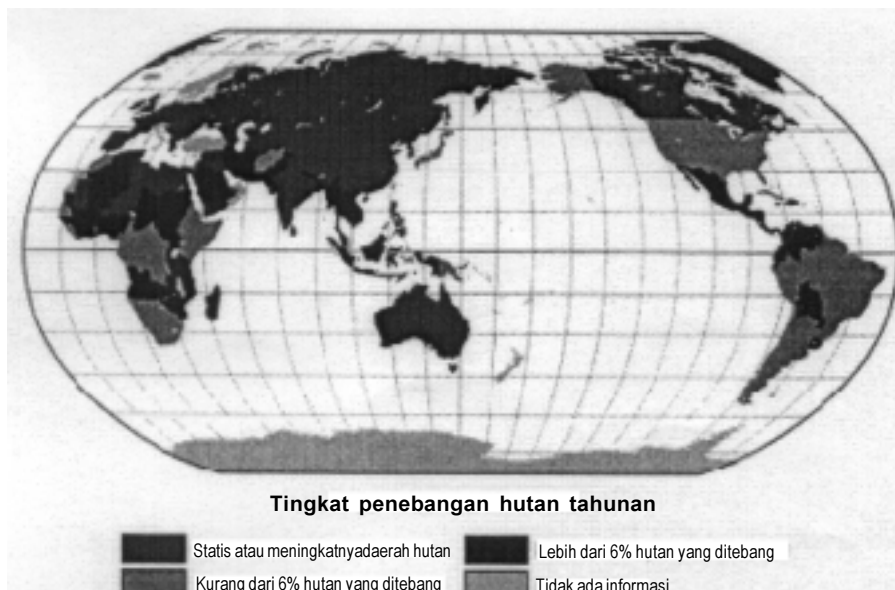 Tingkat penebangan hutan tahunan
Statis atau meningkatnyadaerah hutan
Lebih dari 6% hutan yang ditebang
Kurang dari 6% hutan yang ditebang
Tidak ada informasi